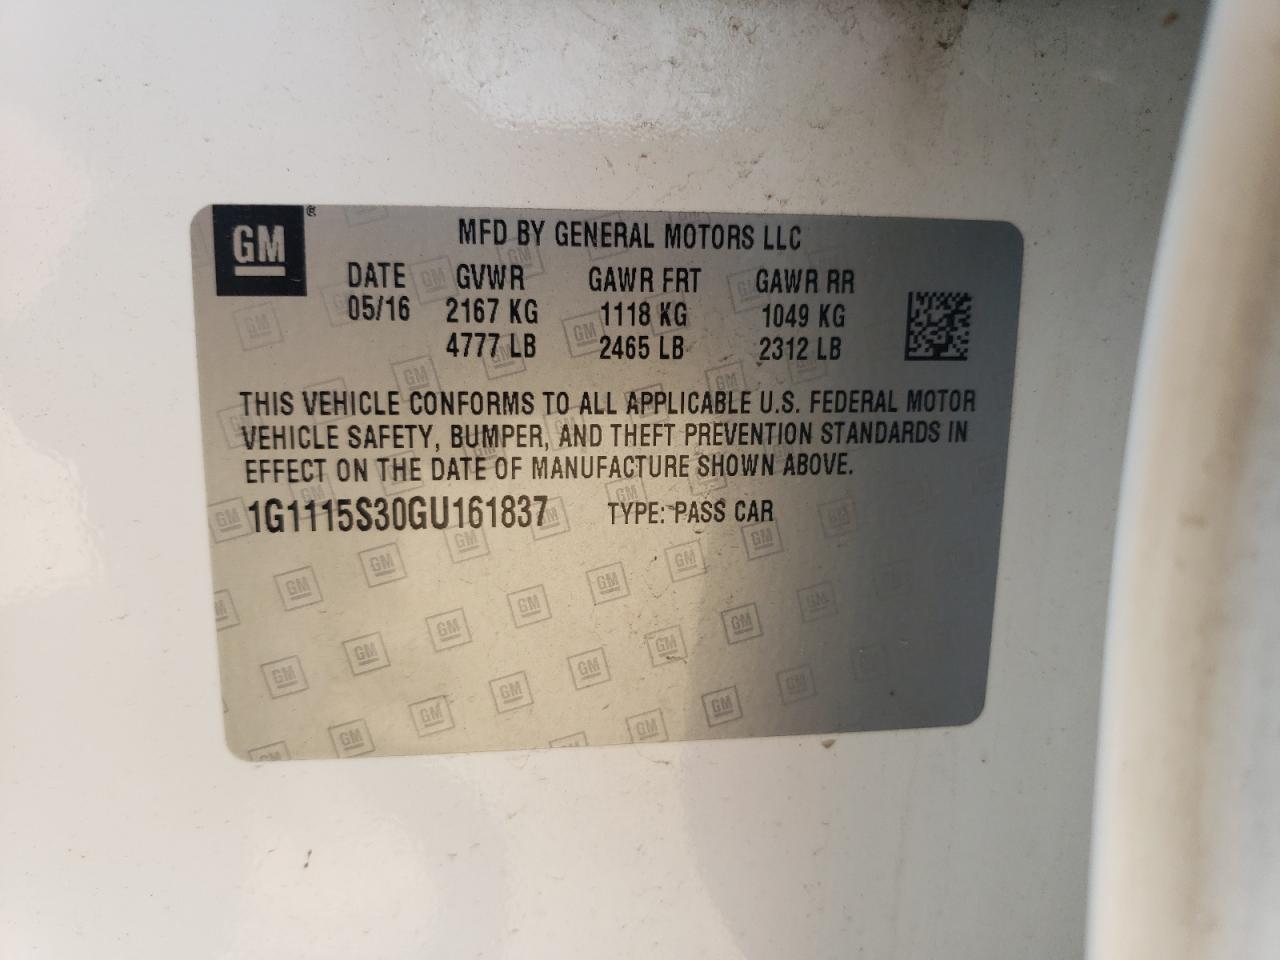 GM ®
MFD BY GENERAL MOTORS LLC
DATE GVWR GAWR FRT GAWR RR
05/16 2167 KG 1118 KG 1049 KG
4777 LB 2465 LB 2312 LB
THIS VEHICLE CONFORMS TO ALL APPLICABLE U.S. FEDERAL MOTOR
VEHICLE SAFETY, BUMPER, AND THEFT PREVENTION STANDARDS IN
EFFECT ON THE DATE OF MANUFACTURE SHOWN ABOVE.
1G1115S30GU161837 TYPE: PASS CAR